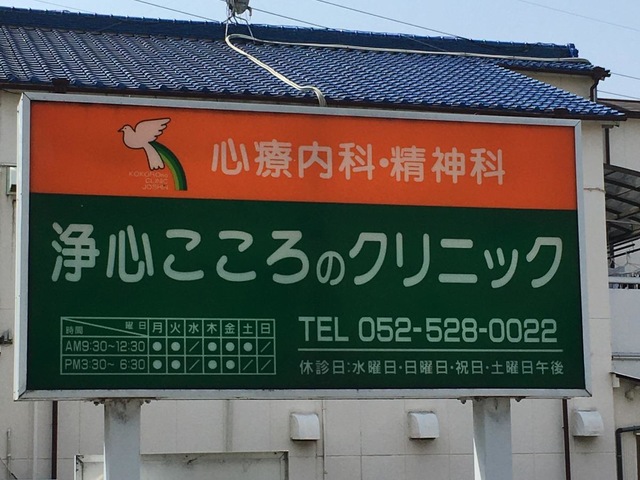 KOKORONO
CLINIC
JOSHIN
心療内科・精神科
浄心こころのクリニック
時間 曜日 月 火 水 木 金 土 日
AM9:30~12:30 ● ● ／ ● ● ● ／
PM3:30~ 6:30 ● ● ／ ● ● ／ ／
TEL 052-528-0022
休診日:水曜日・日曜日・祝日・土曜日午後